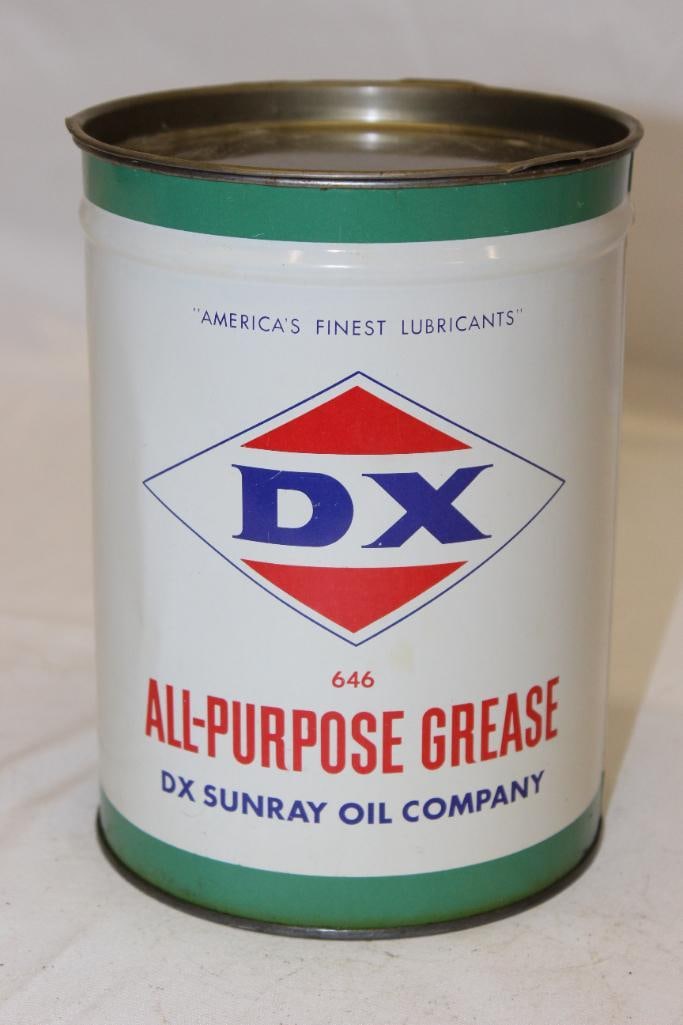 "AMERICA'S FINEST LUBRICANTS"
DX
646
ALL-PURPOSE GREASE
DX SUNRAY OIL COMPANY